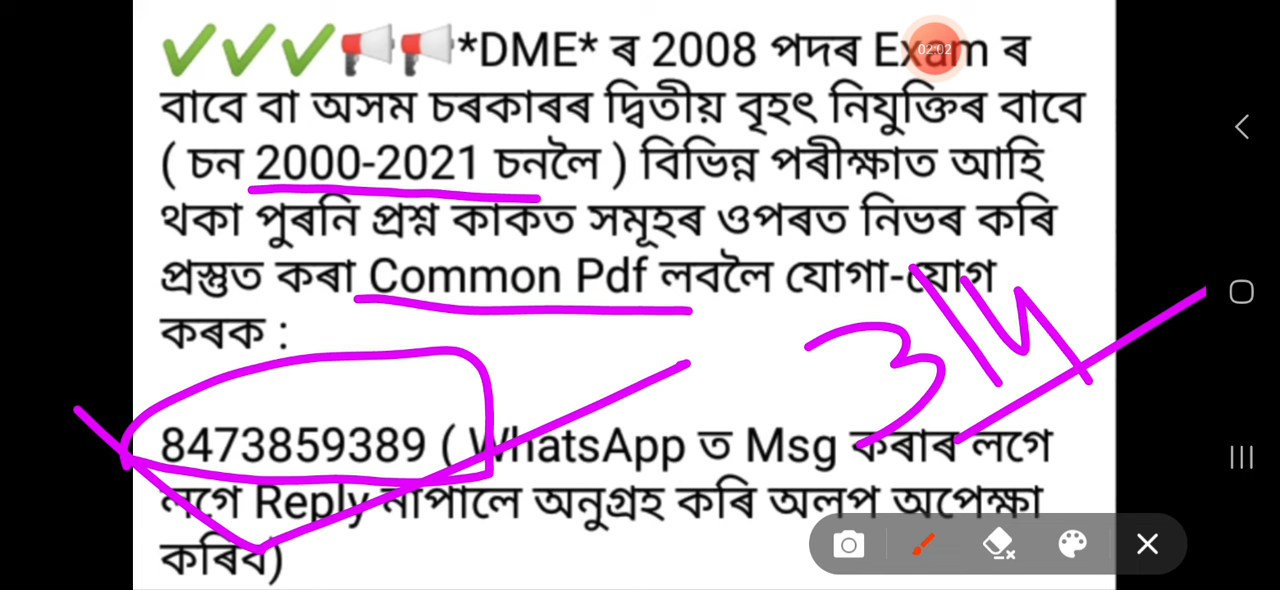 ✔✔✔📢📢*DME* ৰ 2008 পদৰ Exam ৰ
02:02
বাবে বা অসম চৰকাৰৰ দ্বিতীয় বৃহৎ নিযুক্তিৰ বাবে
( চন 2000-2021 চনলৈ ) বিভিন্ন পৰীক্ষাত আহি
থকা পুৰনি প্ৰশ্ন কাকত সমূহৰ ওপৰত নিভৰ কৰি
প্ৰস্তুত কৰা Common Pdf লবলৈ যোগা-যোগ
কৰক :
8473859389 ( WhatsApp ত Msg কৰাৰ লগে
লগে Reply নাপালে অনুগ্ৰহ কৰি অলপ অপেক্ষা
কৰিব)